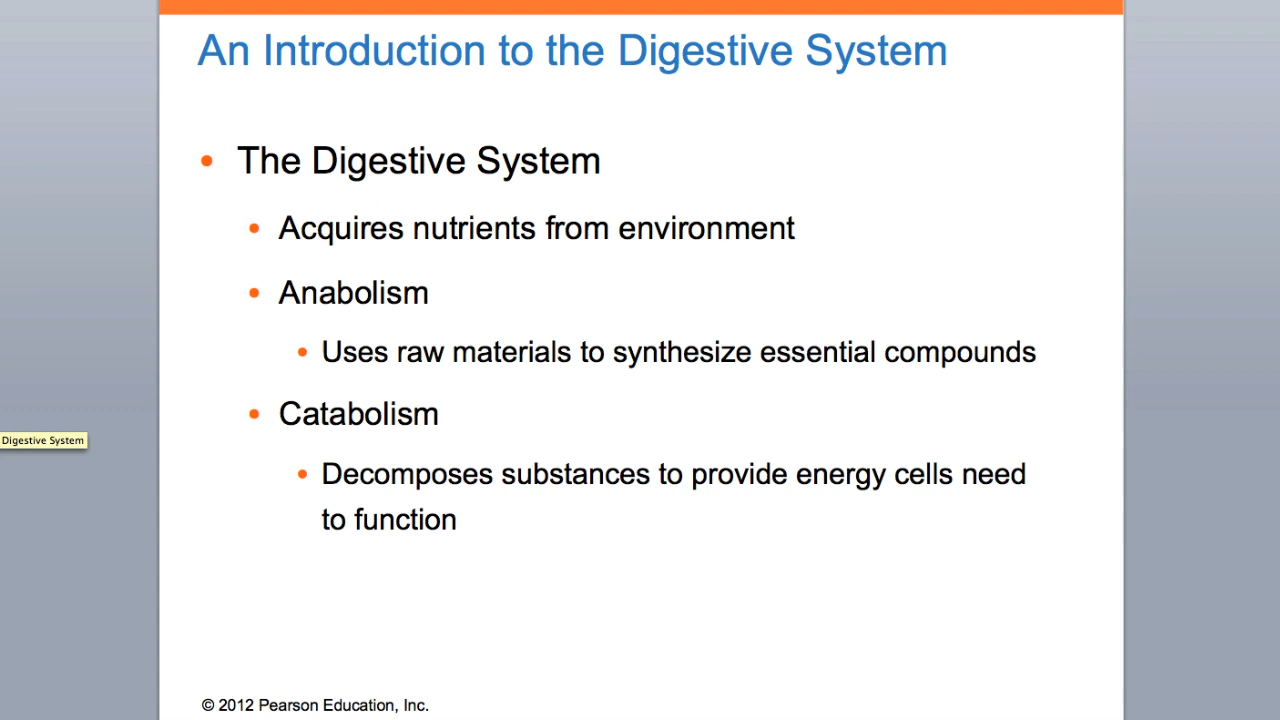 An Introduction to the Digestive System
• The Digestive System
• Acquires nutrients from environment
• Anabolism
• Uses raw materials to synthesize essential compounds
• Catabolism
Digestive System
• Decomposes substances to provide energy cells need
to function
© 2012 Pearson Education, Inc.